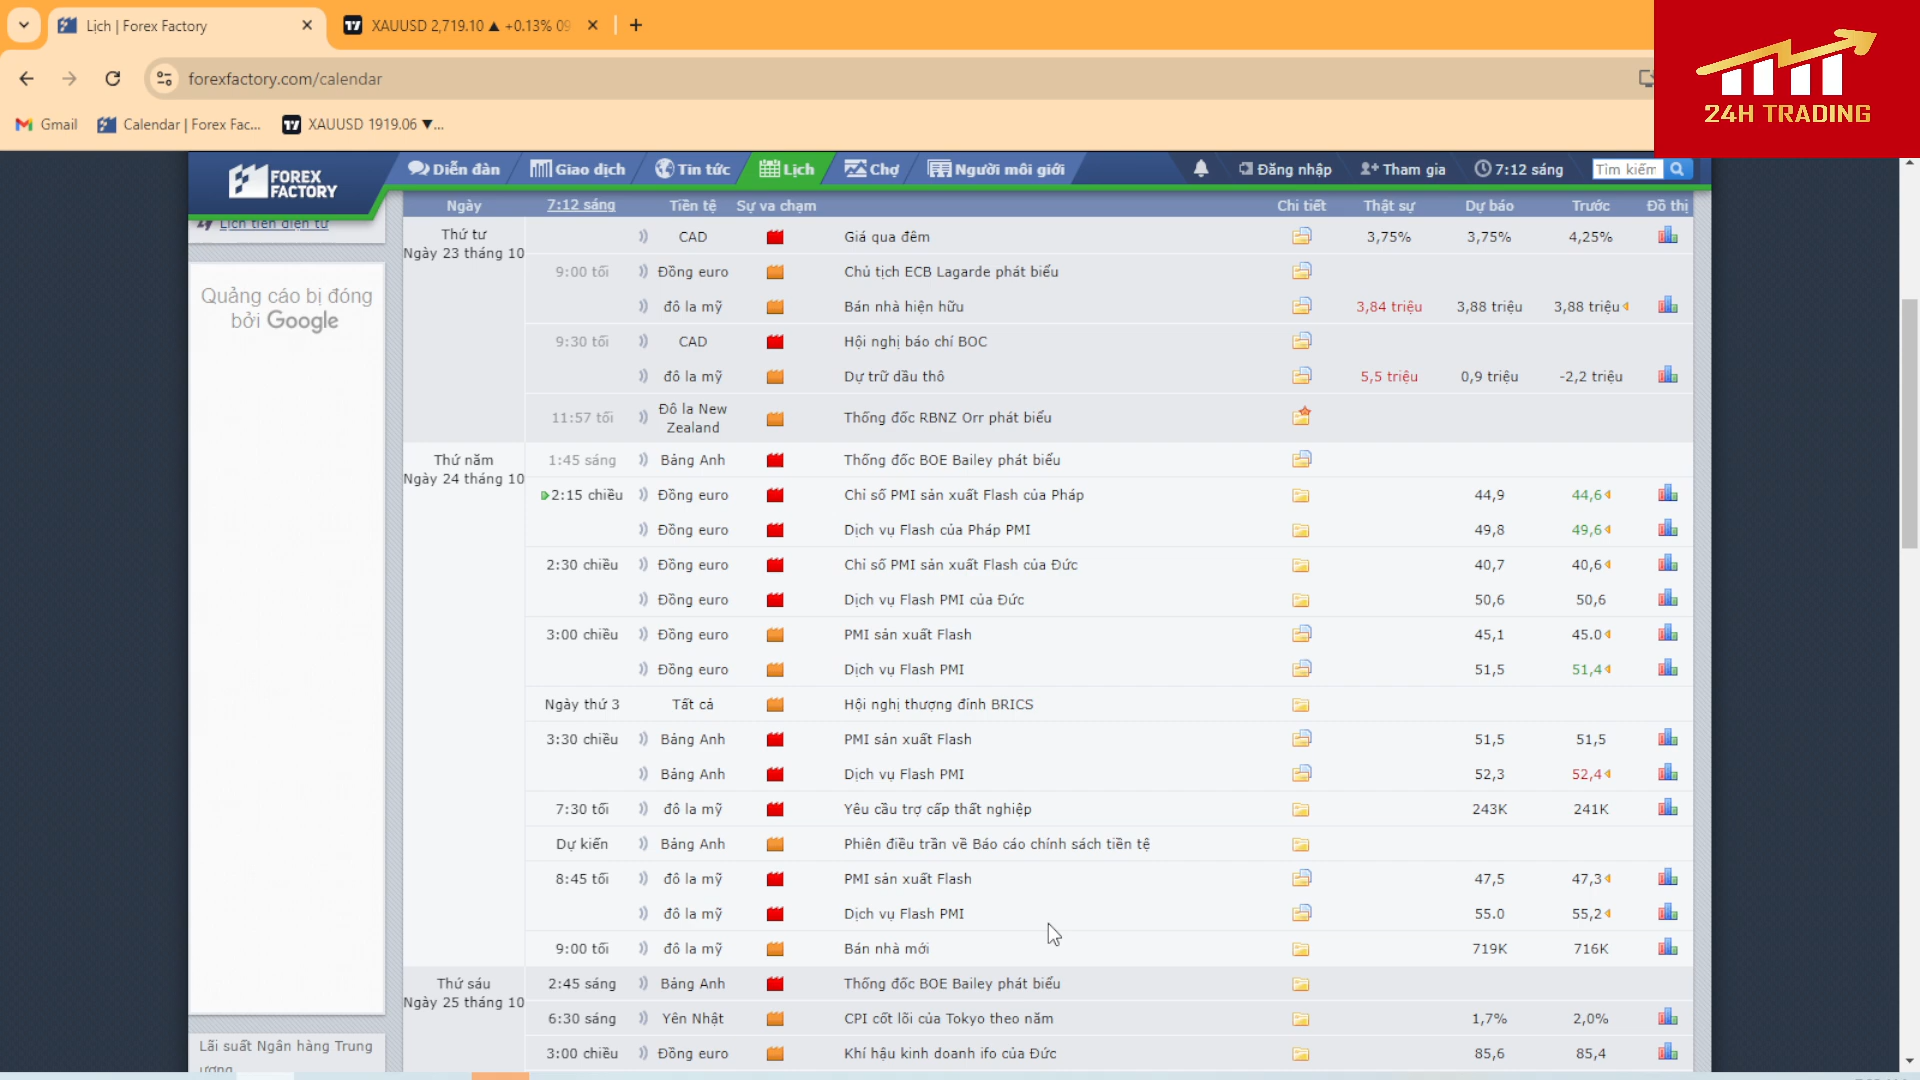 Lịch | Forex Factory
XAUUSD 2,719.10 ▲ +0.13% 09
forexfactory.com/calendar
Gmail
Calendar | Forex Fac...
XAUUSD 1919.06 ▼...
24H TRADING
FOREX FACTORY
Diễn đàn
Giao dịch
Tin tức
Lịch
Chợ
Người môi giới
Đăng nhập
Tham gia
7:12 sáng
Tìm kiếm
Lịch tiền điện tử
Quảng cáo bị đóng
bởi Google
Lãi suất Ngân hàng Trung
ương
Ngày 7:12 sáng Tiền tệ Sự va chạm Chi tiết Thật sự Dự báo Trước Đồ thị
Thứ tư
Ngày 23 tháng 10
CAD Giá qua đêm 3,75% 3,75% 4,25%
9:00 tối Đồng euro Chủ tịch ECB Lagarde phát biểu
đô la mỹ Bán nhà hiện hữu 3,84 triệu 3,88 triệu 3,88 triệu
9:30 tối CAD Hội nghị báo chí BOC
đô la mỹ Dự trữ dầu thô 5,5 triệu 0,9 triệu -2,2 triệu
11:57 tối Đô la New Zealand Thống đốc RBNZ Orr phát biểu
Thứ năm
Ngày 24 tháng 10
1:45 sáng Bảng Anh Thống đốc BOE Bailey phát biểu
2:15 chiều Đồng euro Chỉ số PMI sản xuất Flash của Pháp 44,9 44,6
Đồng euro Dịch vụ Flash của Pháp PMI 49,8 49,6
2:30 chiều Đồng euro Chỉ số PMI sản xuất Flash của Đức 40,7 40,6
Đồng euro Dịch vụ Flash PMI của Đức 50,6 50,6
3:00 chiều Đồng euro PMI sản xuất Flash 45,1 45.0
Đồng euro Dịch vụ Flash PMI 51,5 51,4
Ngày thứ 3 Tất cả Hội nghị thượng đỉnh BRICS
3:30 chiều Bảng Anh PMI sản xuất Flash 51,5 51,5
Bảng Anh Dịch vụ Flash PMI 52,3 52,4
7:30 tối đô la mỹ Yêu cầu trợ cấp thất nghiệp 243K 241K
Dự kiến Bảng Anh Phiên điều trần về Báo cáo chính sách tiền tệ
8:45 tối đô la mỹ PMI sản xuất Flash 47,5 47,3
đô la mỹ Dịch vụ Flash PMI 55.0 55,2
9:00 tối đô la mỹ Bán nhà mới 719K 716K
Thứ sáu
Ngày 25 tháng 10
2:45 sáng Bảng Anh Thống đốc BOE Bailey phát biểu
6:30 sáng Yên Nhật CPI cốt lõi của Tokyo theo năm 1,7% 2,0%
3:00 chiều Đồng euro Khí hậu kinh doanh ifo của Đức 85,6 85,4